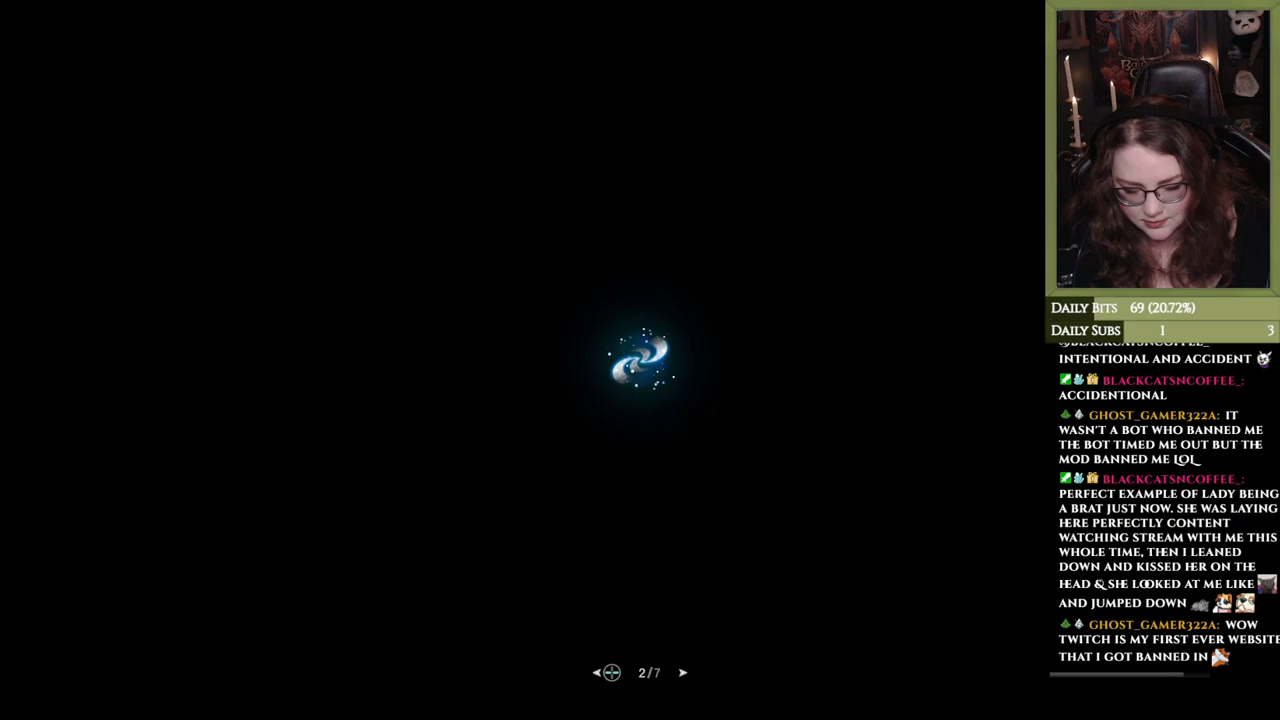 DAILY BITS 69 (20.72%)
DAILY SUBS 1 3
@BLACKCATSNCOFFEE_
INTENTIONAL AND ACCIDENT
BLACKCATSNCOFFEE_:
ACCIDENTIONAL
GHOST_GAMER322A: IT
WASN'T A BOT WHO BANNED ME
THE BOT TIMED ME OUT BUT THE
MOD BANNED ME LOL
BLACKCATSNCOFFEE_:
PERFECT EXAMPLE OF LADY BEING
A BRAT JUST NOW. SHE WAS LAYING
HERE PERFECTLY CONTENT
WATCHING STREAM WITH ME THIS
WHOLE TIME, THEN I LEANED
DOWN AND KISSED HER ON THE
HEAD & SHE LOOKED AT ME LIKE
AND JUMPED DOWN
GHOST_GAMER322A: WOW
TWITCH IS MY FIRST EVER WEBSITE
THAT I GOT BANNED IN
2/7